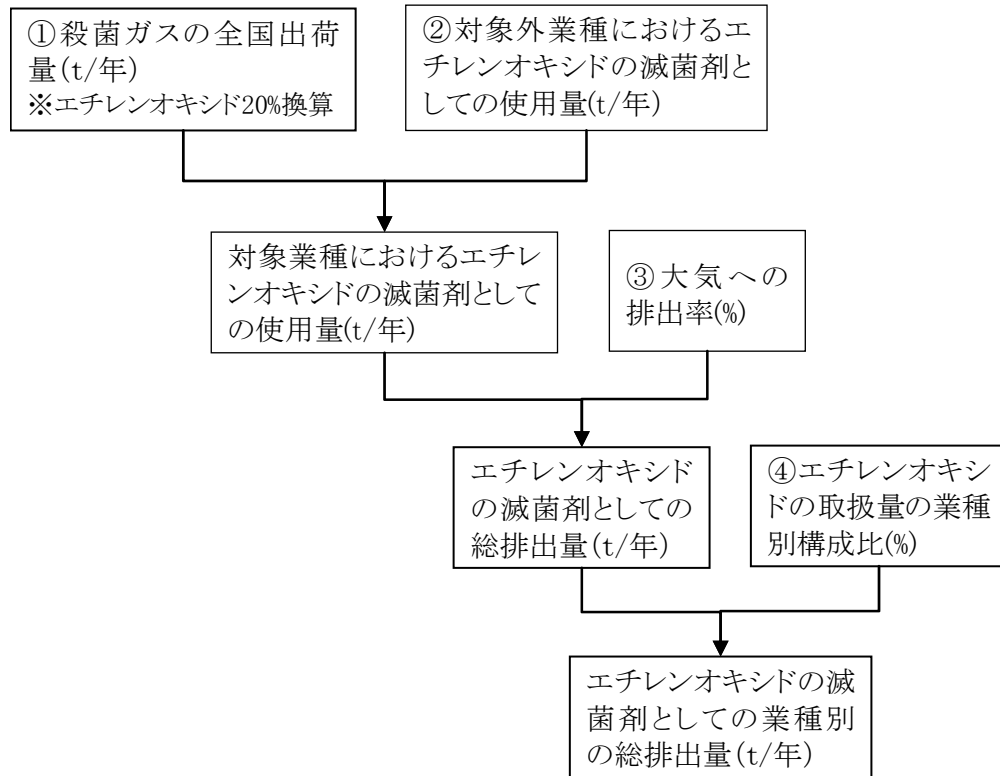 ①殺菌ガスの全国出荷
量(t/年)
※エチレンオキシド20%換算
②対象外業種におけるエ
チレンオキシドの滅菌剤と
しての使用量(t/年)
対象業種におけるエチレ
ンオキシドの滅菌剤として
の使用量(t/年)
③大気への
排出率(%)
エチレンオキシド
の滅菌剤としての
総排出量(t/年)
④エチレンオキシ
ドの取扱量の業種
別構成比(%)
エチレンオキシドの滅
菌剤としての業種別
の総排出量(t/年)